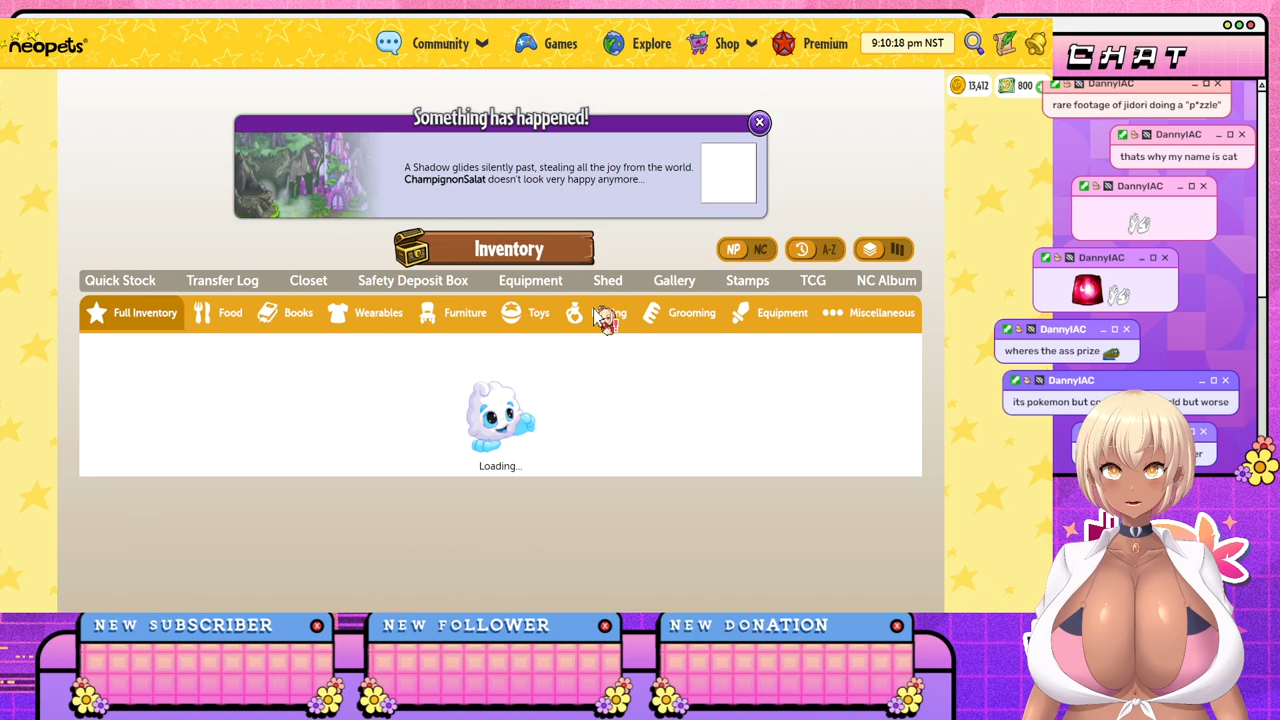 neopets
Community
Games
Explore
Shop
Premium
9:10:18 pm NST
13,412
800
Something has happened!
A Shadow glides silently past, stealing all the joy from the world.
ChampignonSalat doesn't look very happy anymore...
Inventory
NP NC
A-Z
Quick Stock
Transfer Log
Closet
Safety Deposit Box
Equipment
Shed
Gallery
Stamps
TCG
NC Album
Full Inventory
Food
Books
Wearables
Furniture
Toys
Grooming
Equipment
Miscellaneous
Loading...
CHAT
DannyIAC
rare footage of jidori doing a "p*zzle"
DannyIAC
thats why my name is cat
DannyIAC
DannyIAC
DannyIAC
wheres the ass prize
DannyIAC
its pokemon but but worse
NEW SUBSCRIBER
NEW FOLLOWER
NEW DONATION